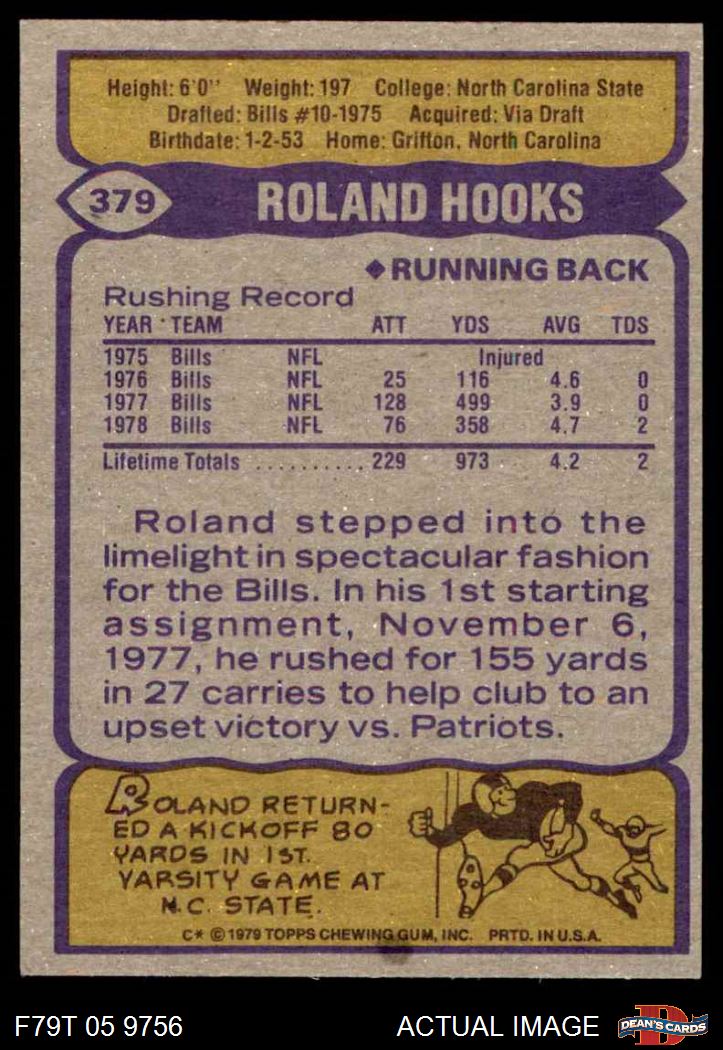 Height: 6'0" Weight: 197 College: North Carolina State
Drafted: Bills #10-1975 Acquired: Via Draft
Birthdate: 1-2-53 Home: Grifton, North Carolina
379 ROLAND HOOKS
◆RUNNING BACK
Rushing Record
YEAR TEAM ATT YDS AVG TDS
1975 Bills NFL Injured
1976 Bills NFL 25 116 4.6 0
1977 Bills NFL 128 499 3.9 0
1978 Bills NFL 76 358 4.7 2
Lifetime Totals .......... 229 973 4.2 2
Roland stepped into the
limelight in spectacular fashion
for the Bills. In his 1st starting
assignment, November 6,
1977, he rushed for 155 yards
in 27 carries to help club to an
upset victory vs. Patriots.
ROLAND RETURN-
ED A KICKOFF 80
YARDS IN 1ST.
VARSITY GAME AT
N.C. STATE.
C* © 1979 TOPPS CHEWING GUM, INC. PRTD. IN U.S.A.
F79T 05 9756 ACTUAL IMAGE
D
DEAN'S CARDS